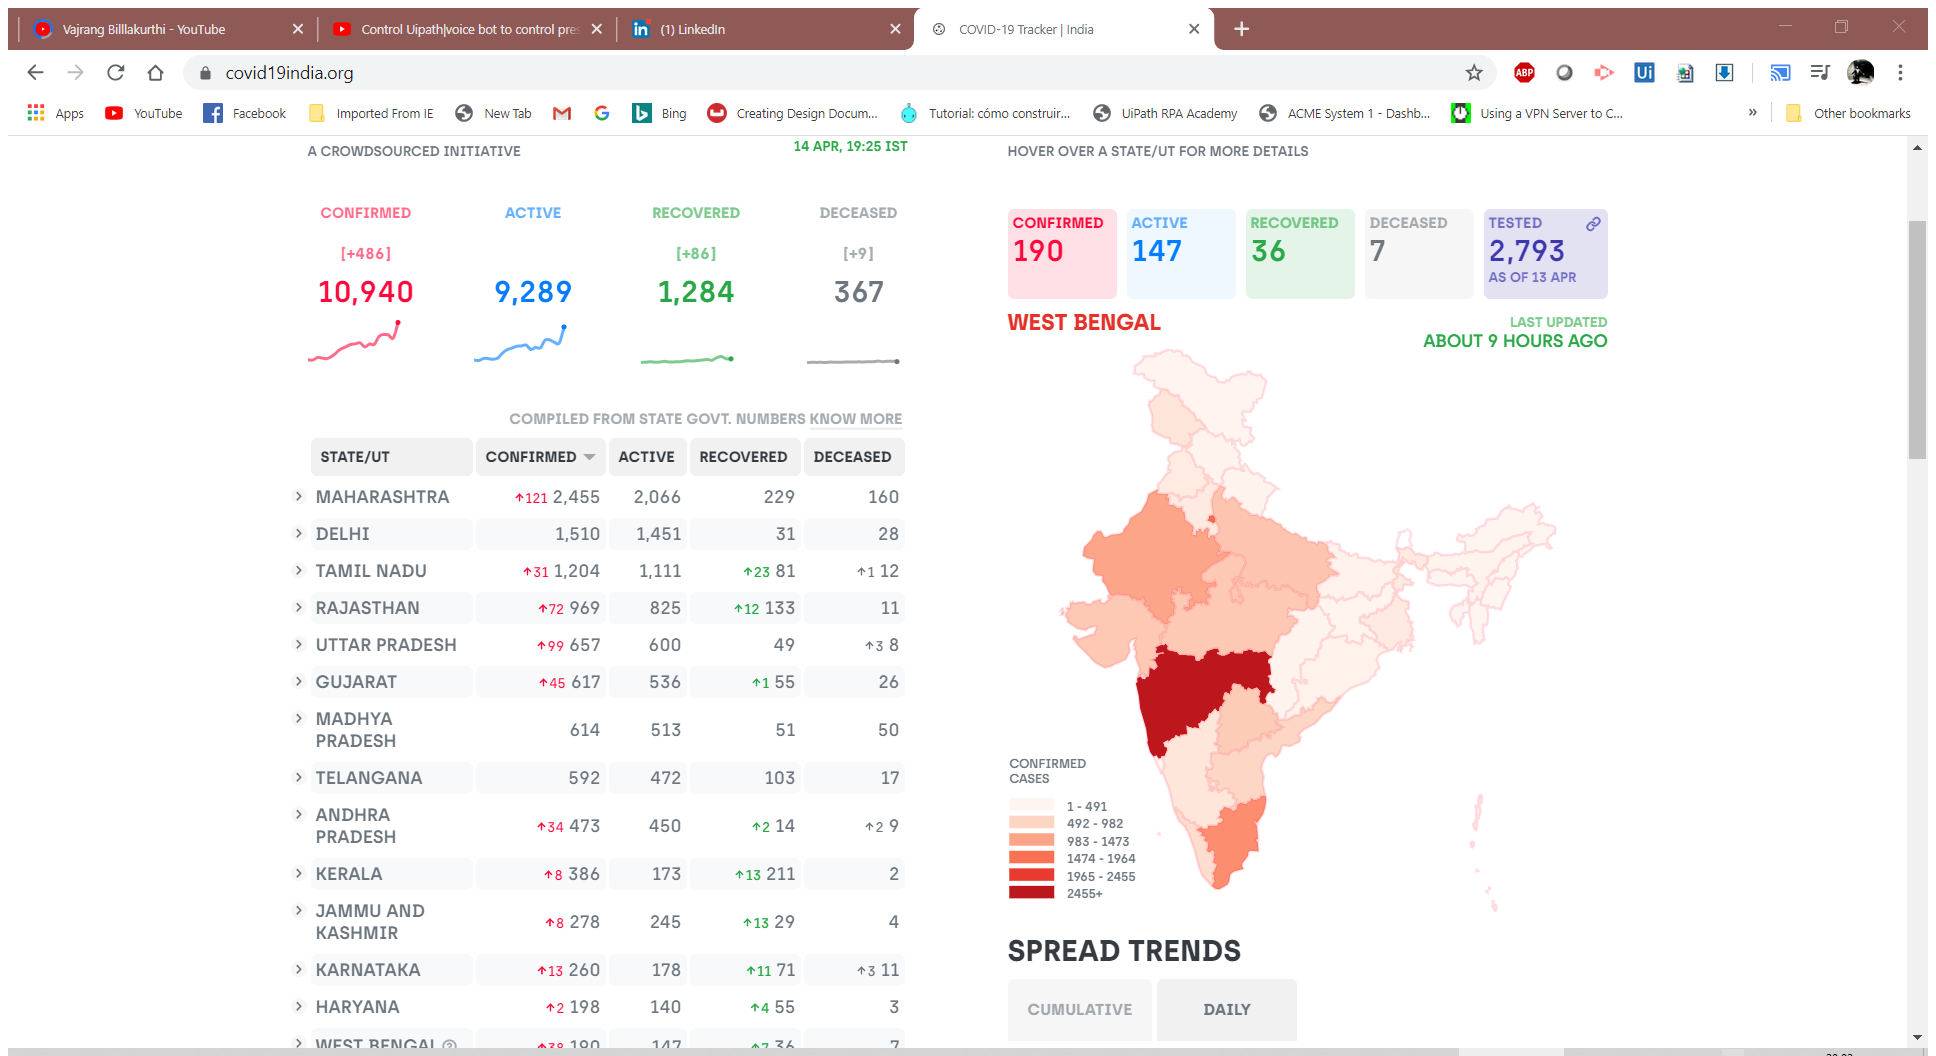 Vajrang Billlakurthi - YouTube
Control Uipath|voice bot to control pres
(1) LinkedIn
COVID-19 Tracker | India
covid19india.org
ABP
Ui
Apps
YouTube
Facebook
Imported From IE
New Tab
Bing
Creating Design Docum...
Tutorial: cómo construir...
UiPath RPA Academy
ACME System 1 - Dashb...
Using a VPN Server to C...
»
Other bookmarks
A CROWDSOURCED INITIATIVE
14 APR, 19:25 IST
CONFIRMED ACTIVE RECOVERED DECEASED
[+486] [+86] [+9]
10,940 9,289 1,284 367
COMPILED FROM STATE GOVT. NUMBERS KNOW MORE
STATE/UT CONFIRMED ACTIVE RECOVERED DECEASED
MAHARASHTRA ↑121 2,455 2,066 229 160
DELHI 1,510 1,451 31 28
TAMIL NADU ↑31 1,204 1,111 ↑23 81 ↑1 12
RAJASTHAN ↑72 969 825 ↑12 133 11
UTTAR PRADESH ↑99 657 600 49 ↑3 8
GUJARAT ↑45 617 536 ↑1 55 26
MADHYA
PRADESH 614 513 51 50
TELANGANA 592 472 103 17
ANDHRA
PRADESH ↑34 473 450 ↑2 14 ↑2 9
KERALA ↑8 386 173 ↑13 211 2
JAMMU AND
KASHMIR ↑8 278 245 ↑13 29 4
KARNATAKA ↑13 260 178 ↑11 71 ↑3 11
HARYANA ↑2 198 140 ↑4 55 3
WEST BENGAL ↑38 190 147 ↑7 36 7
HOVER OVER A STATE/UT FOR MORE DETAILS
CONFIRMED ACTIVE RECOVERED DECEASED TESTED
190 147 36 7 2,793
AS OF 13 APR
WEST BENGAL
LAST UPDATED
ABOUT 9 HOURS AGO
CONFIRMED
CASES
1 - 491
492 - 982
983 - 1473
1474 - 1964
1965 - 2455
2455+
SPREAD TRENDS
CUMULATIVE DAILY